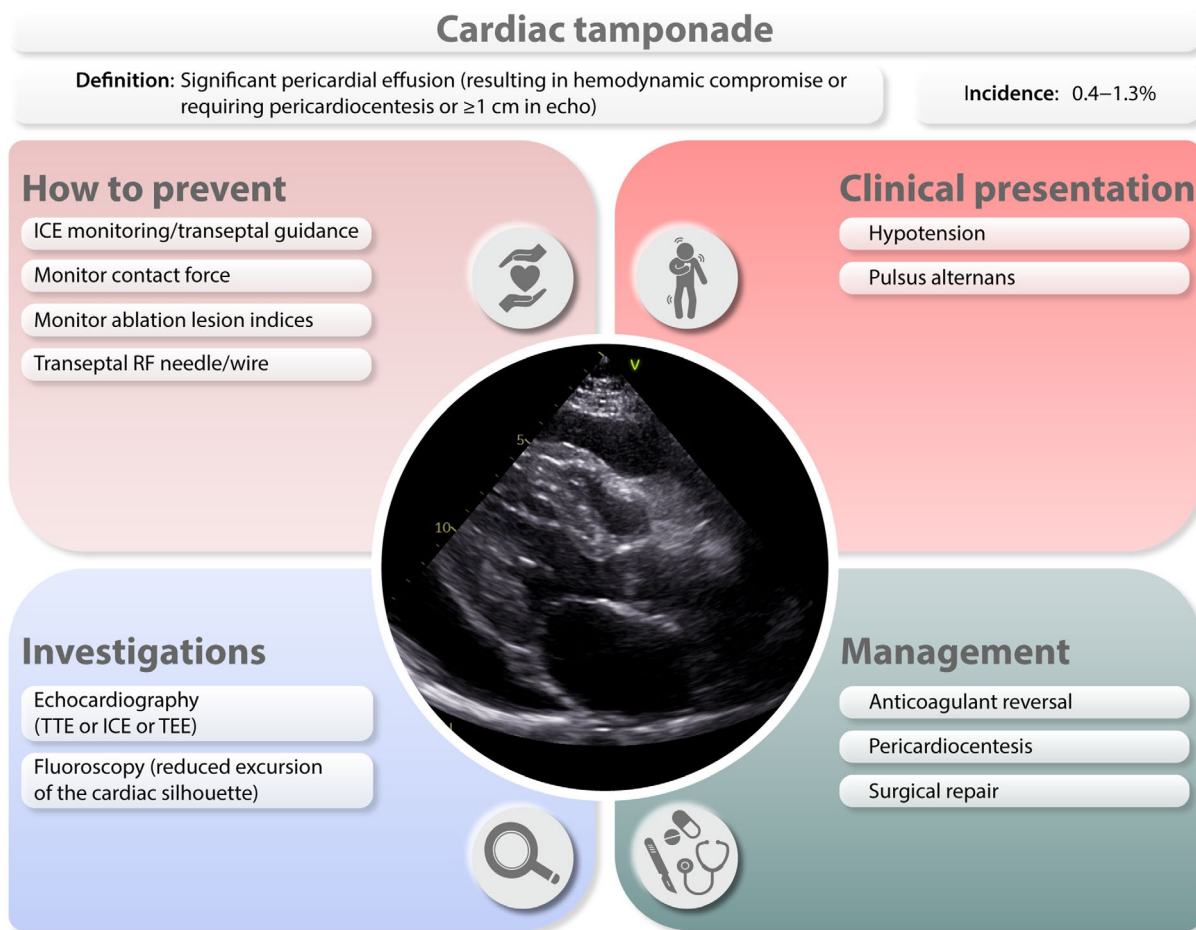 Cardiac tamponade
Definition: Significant pericardial effusion (resulting in hemodynamic compromise or
requiring pericardiocentesis or ≥1 cm in echo)
Incidence: 0.4–1.3%
How to prevent
ICE monitoring/transeptal guidance
Monitor contact force
Monitor ablation lesion indices
Transeptal RF needle/wire
Clinical presentation
Hypotension
Pulsus alternans
V
5
10
Investigations
Echocardiography
(TTE or ICE or TEE)
Fluoroscopy (reduced excursion
of the cardiac silhouette)
Management
Anticoagulant reversal
Pericardiocentesis
Surgical repair